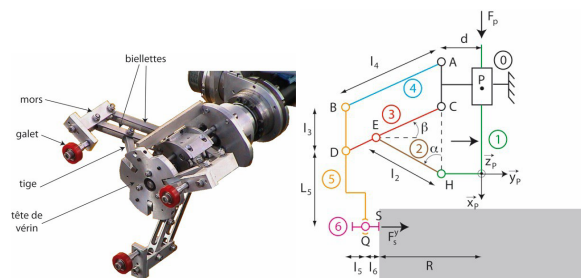 biellettes
mors
galet
tige
tête de
vérin
F_p
d
0
l_4
A
P
4
B
3
C
l_3
E
β
1
D
2
α
z_P
5
l_2
H
y_P
L_5
x_P
6
S
F_s^y
Q
l_5
l_6
R